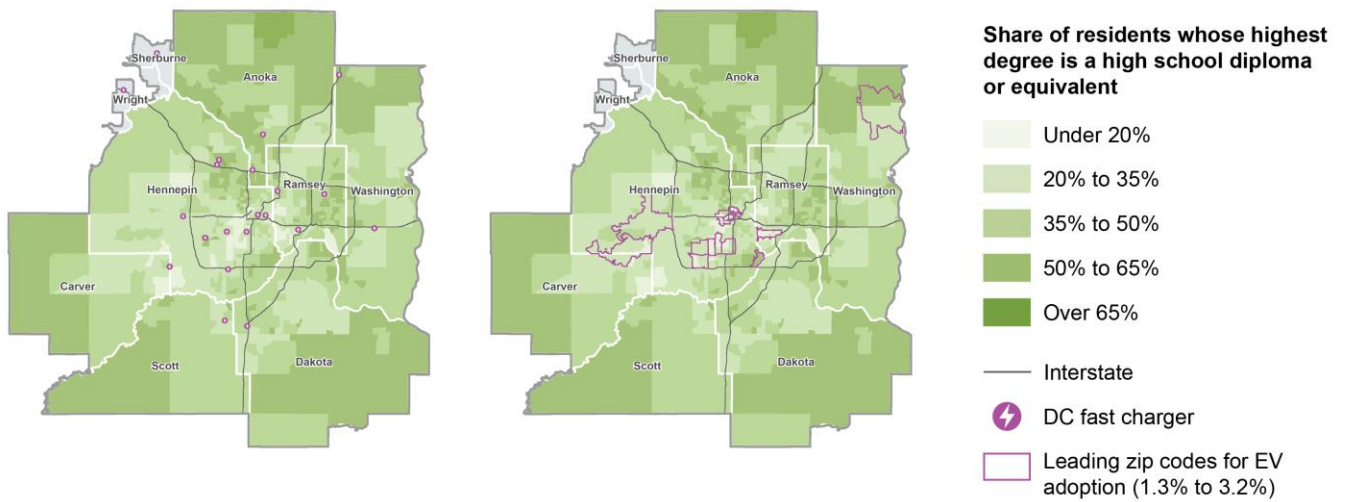 Sherburne
Anoka
Wright
Hennepin
Ramsey
Washington
Carver
Scott
Dakota
Sherburne
Anoka
Wright
Hennepin
Ramsey
Washington
Carver
Scott
Dakota
Share of residents whose highest
degree is a high school diploma
or equivalent
Under 20%
20% to 35%
35% to 50%
50% to 65%
Over 65%
Interstate
DC fast charger
Leading zip codes for EV
adoption (1.3% to 3.2%)